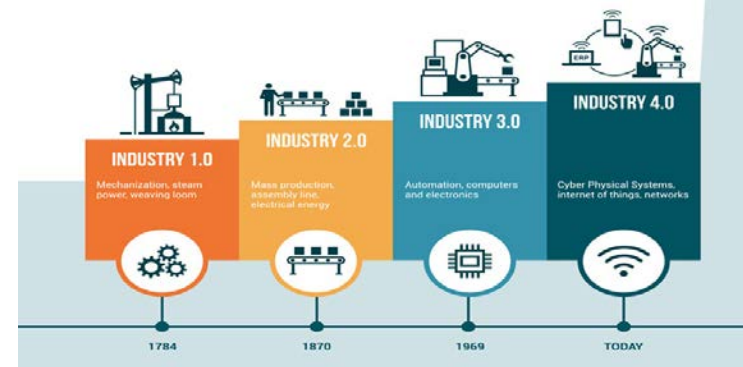 ERP
INDUSTRY 1.0
Mechanization, steam
power, weaving loom
INDUSTRY 2.0
Mass production,
assembly line,
electrical energy
INDUSTRY 3.0
Automation, computers
and electronics
INDUSTRY 4.0
Cyber Physical Systems,
internet of things, networks
1784
1870
1969
TODAY